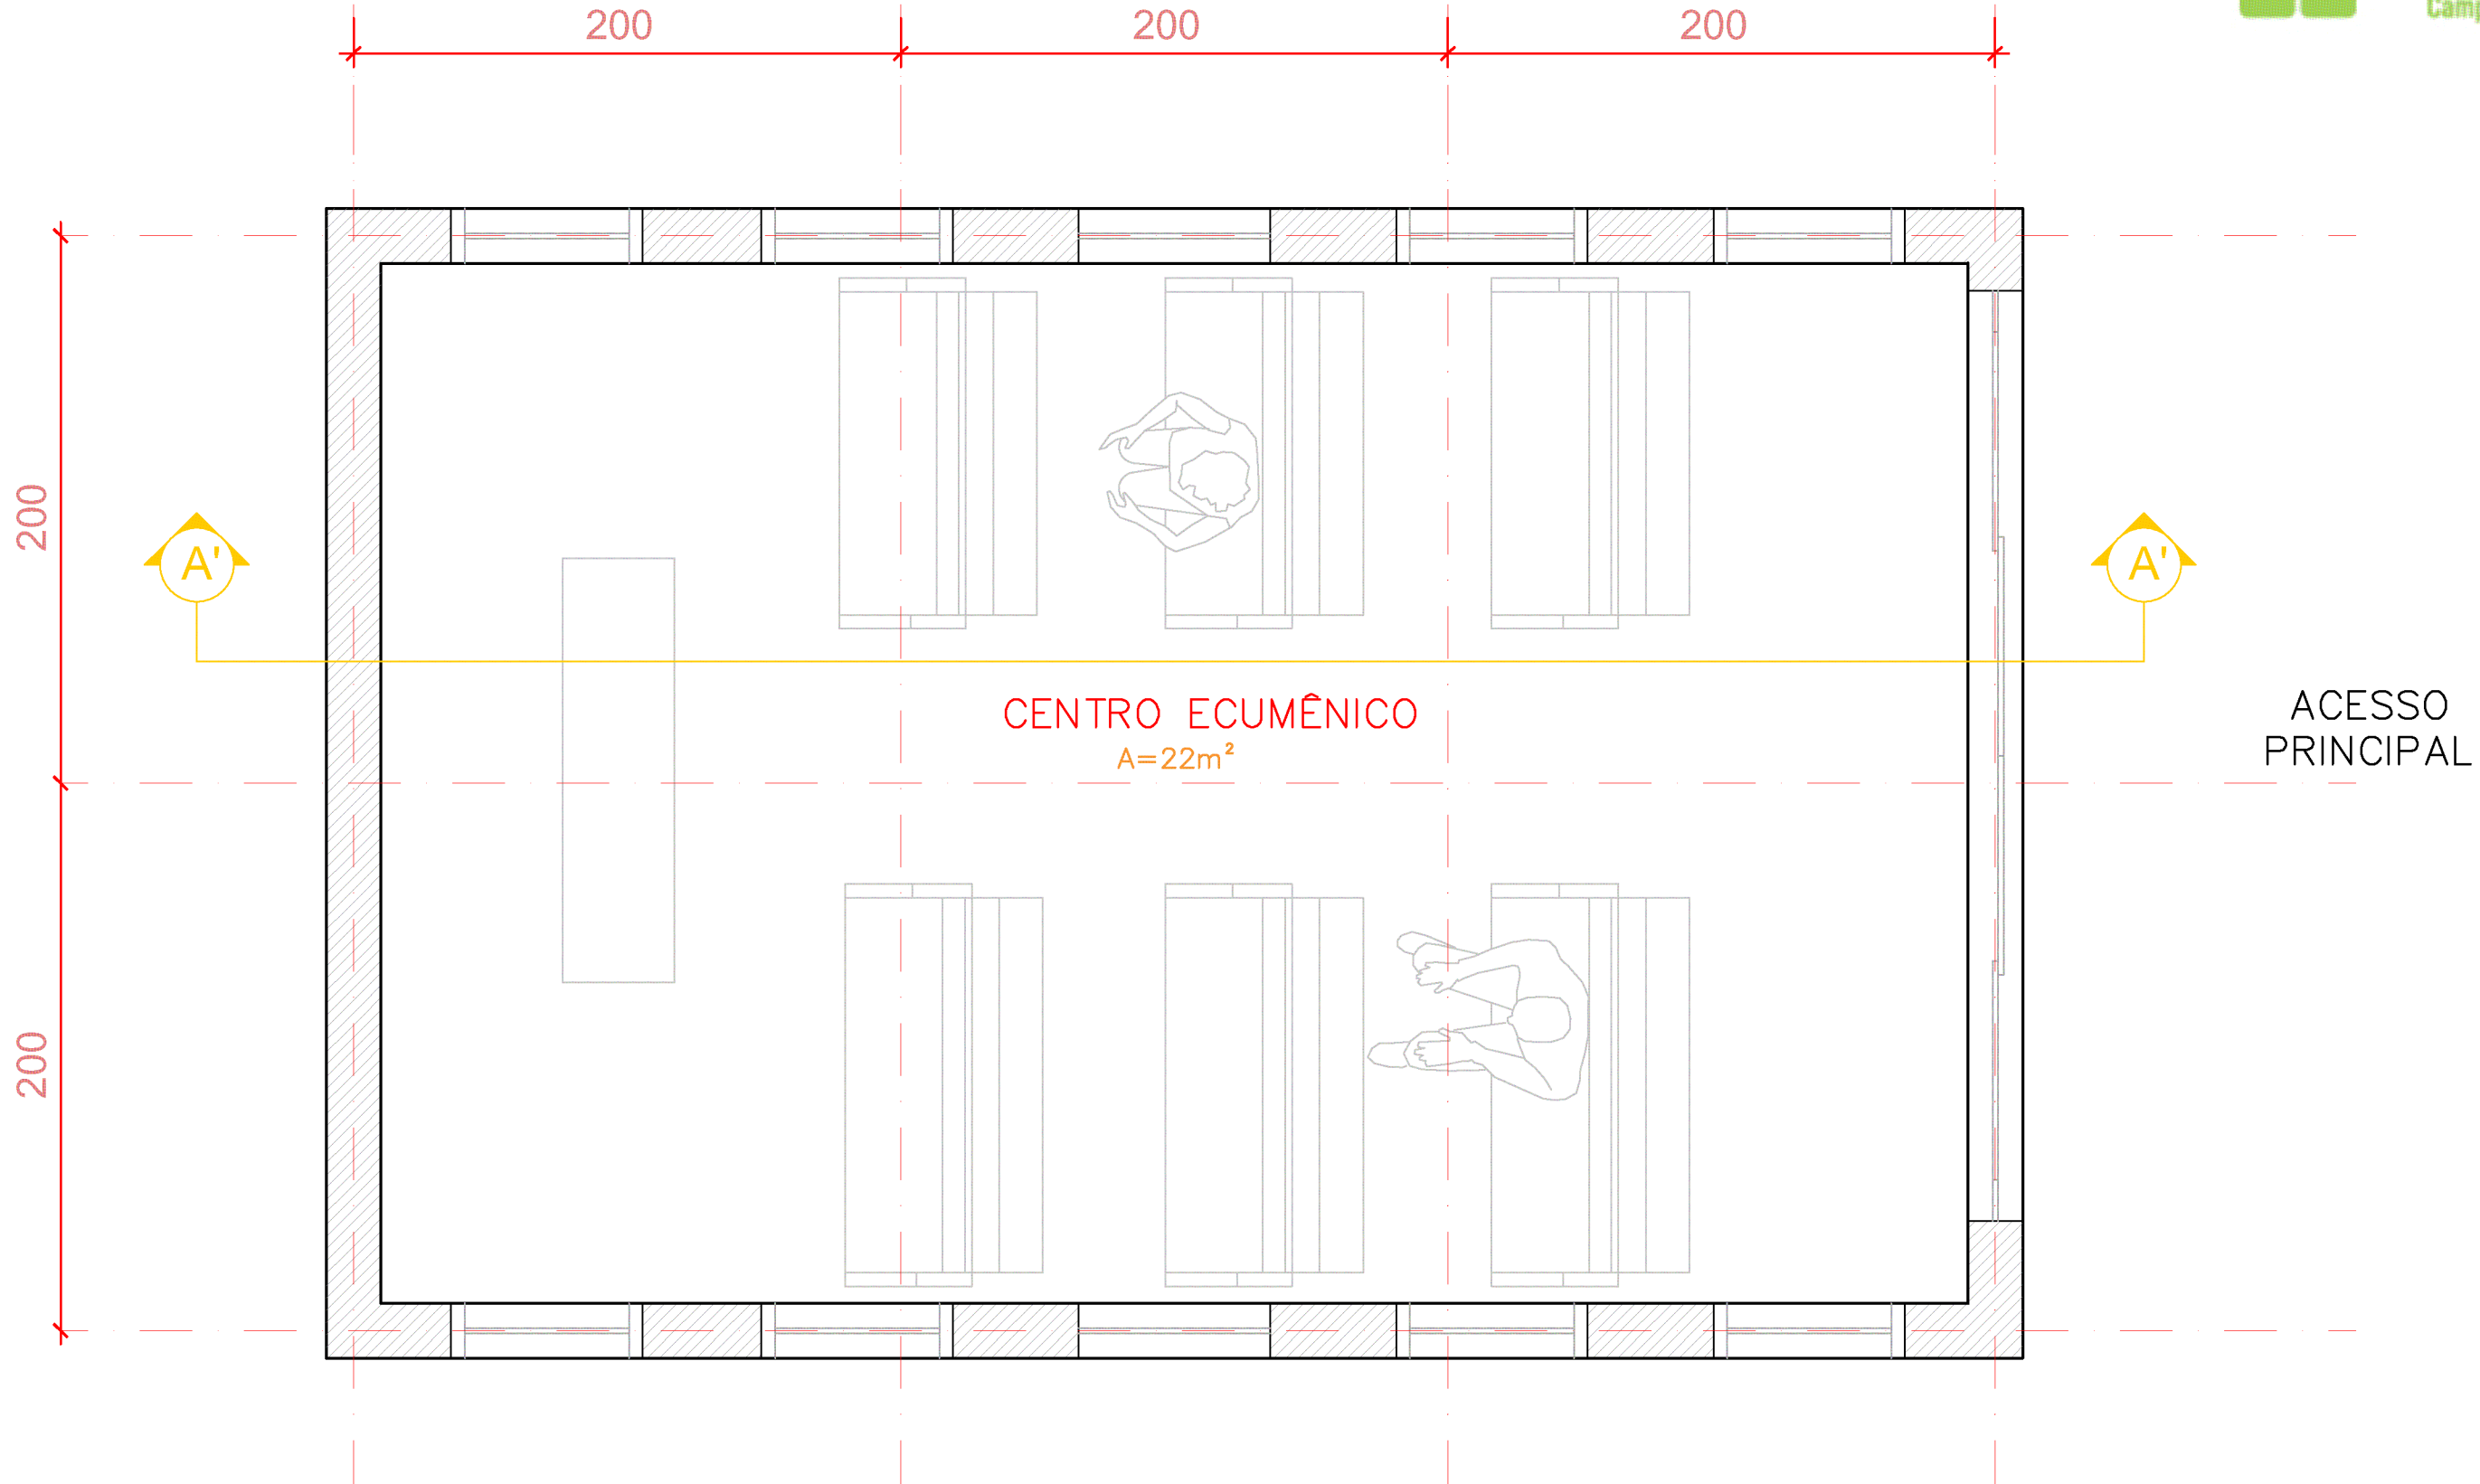 200 200 200
200
A' A'
CENTRO ECUMÊNICO
A=22m²
ACESSO
PRINCIPAL
200